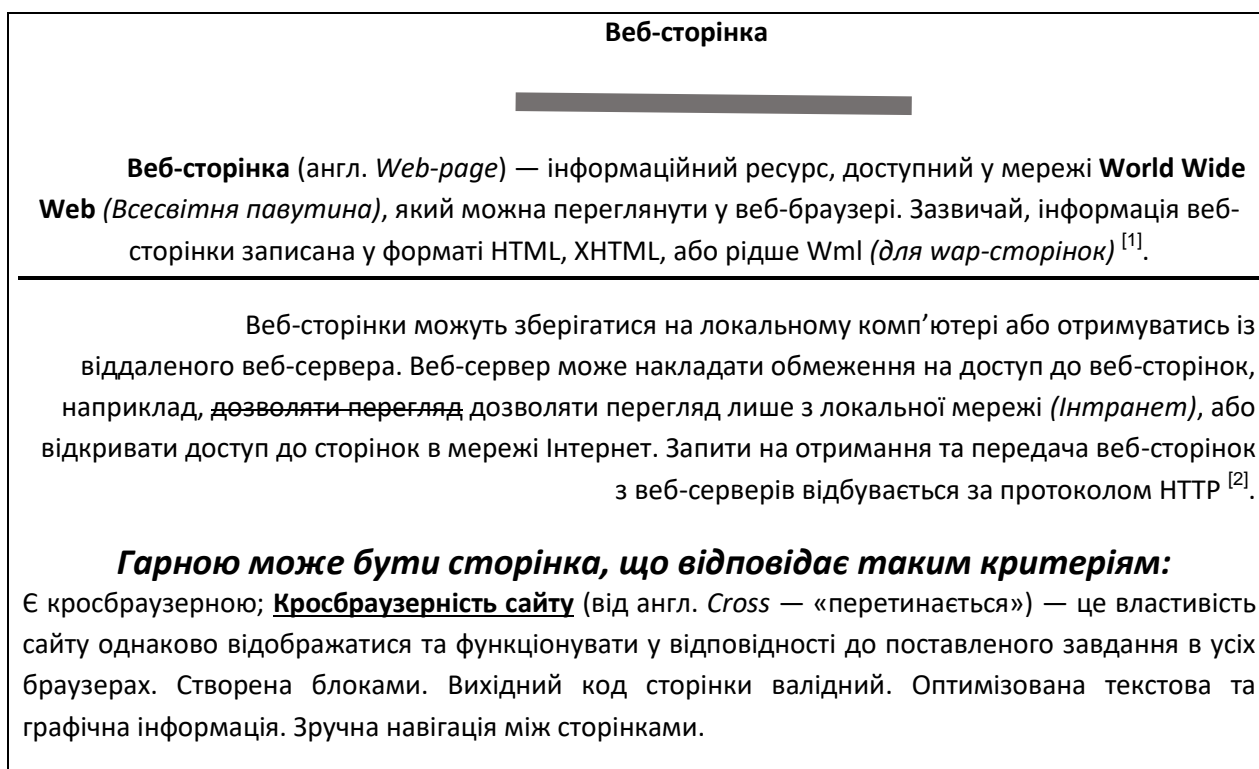 Веб-сторінка
Веб-сторінка (англ. Web-page) — інформаційний ресурс, доступний у мережі World Wide
Web (Всесвітня павутина), який можна переглянути у веб-браузері. Зазвичай, інформація веб-
сторінки записана у форматі HTML, XHTML, або рідше Wml (для wap-сторінок) [1].
Веб-сторінки можуть зберігатися на локальному комп’ютері або отримуватись із
віддаленого веб-сервера. Веб-сервер може накладати обмеження на доступ до веб-сторінок,
наприклад, дозволяти перегляд дозволяти перегляд лише з локальної мережі (Інтранет), або
відкривати доступ до сторінок в мережі Інтернет. Запити на отримання та передача веб-сторінок
з веб-серверів відбувається за протоколом HTTP [2].
Гарною може бути сторінка, що відповідає таким критеріям:
Є кросбраузерною; Кросбраузерність сайту (від англ. Cross — «перетинається») — це властивість
сайту однаково відображатися та функціонувати у відповідності до поставленого завдання в усіх
браузерах. Створена блоками. Вихідний код сторінки валідний. Оптимізована текстова та
графічна інформація. Зручна навігація між сторінками.